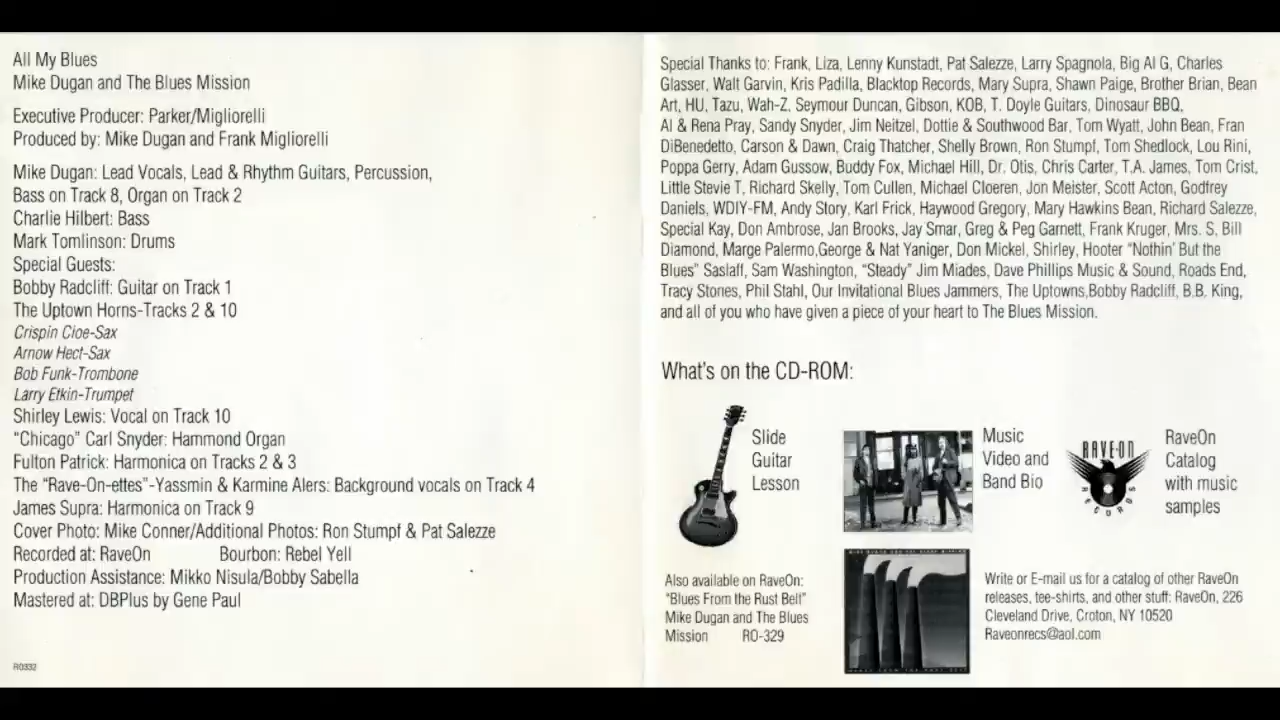 All My Blues
Mike Dugan and The Blues Mission
Executive Producer: Parker/Migliorelli
Produced by: Mike Dugan and Frank Migliorelli
Mike Dugan: Lead Vocals, Lead & Rhythm Guitars, Percussion,
Bass on Track 8, Organ on Track 2
Charlie Hilbert: Bass
Mark Tomlinson: Drums
Special Guests:
Bobby Radcliff: Guitar on Track 1
The Uptown Horns-Tracks 2 & 10
Crispin Cioe-Sax
Arnow Hect-Sax
Bob Funk-Trombone
Larry Etkin-Trumpet
Shirley Lewis: Vocal on Track 10
“Chicago” Carl Snyder: Hammond Organ
Fulton Patrick: Harmonica on Tracks 2 & 3
The “Rave-On-ettes”-Yassmin & Karmine Alers: Background vocals on Track 4
James Supra: Harmonica on Track 9
Cover Photo: Mike Conner/Additional Photos: Ron Stumpf & Pat Salezze
Recorded at: RaveOn Bourbon: Rebel Yell
Production Assistance: Mikko Nisula/Bobby Sabella
Mastered at: DBPlus by Gene Paul
RO332
Special Thanks to: Frank, Liza, Lenny Kunstadt, Pat Salezze, Larry Spagnola, Big Al G, Charles
Glasser, Walt Garvin, Kris Padilla, Blacktop Records, Mary Supra, Shawn Paige, Brother Brian, Bean
Art, HU, Tazu, Wah-Z, Seymour Duncan, Gibson, KOB, T. Doyle Guitars, Dinosaur BBQ,
Al & Rena Pray, Sandy Snyder, Jim Neitzel, Dottie & Southwood Bar, Tom Wyatt, John Bean, Fran
DiBenedetto, Carson & Dawn, Craig Thatcher, Shelly Brown, Ron Stumpf, Tom Shedlock, Lou Rini,
Poppa Gerry, Adam Gussow, Buddy Fox, Michael Hill, Dr. Otis, Chris Carter, T.A. James, Tom Crist,
Little Stevie T, Richard Skelly, Tom Cullen, Michael Cloeren, Jon Meister, Scott Acton, Godfrey
Daniels, WDIY-FM, Andy Story, Karl Frick, Haywood Gregory, Mary Hawkins Bean, Richard Salezze,
Special Kay, Don Ambrose, Jan Brooks, Jay Smar, Greg & Peg Garnett, Frank Kruger, Mrs. S, Bill
Diamond, Marge Palermo,George & Nat Yaniger, Don Mickel, Shirley, Hooter “Nothin’ But the
Blues” Saslaff, Sam Washington, “Steady” Jim Miades, Dave Phillips Music & Sound, Roads End,
Tracy Stones, Phil Stahl, Our Invitational Blues Jammers, The Uptowns,Bobby Radcliff, B.B. King,
and all of you who have given a piece of your heart to The Blues Mission.
What’s on the CD-ROM:
Slide
Guitar
Lesson
Music
Video and
Band Bio
RAVE-ON
RECORDS
RaveOn
Catalog
with music
samples
Also available on RaveOn:
“Blues From the Rust Belt”
Mike Dugan and The Blues
Mission RO-329
MIKE DUGAN AND THE BLUES MISSION
BLUES FROM THE RUST BELT
Write or E-mail us for a catalog of other RaveOn
releases, tee-shirts, and other stuff: RaveOn, 226
Cleveland Drive, Croton, NY 10520
Raveonrecs@aol.com